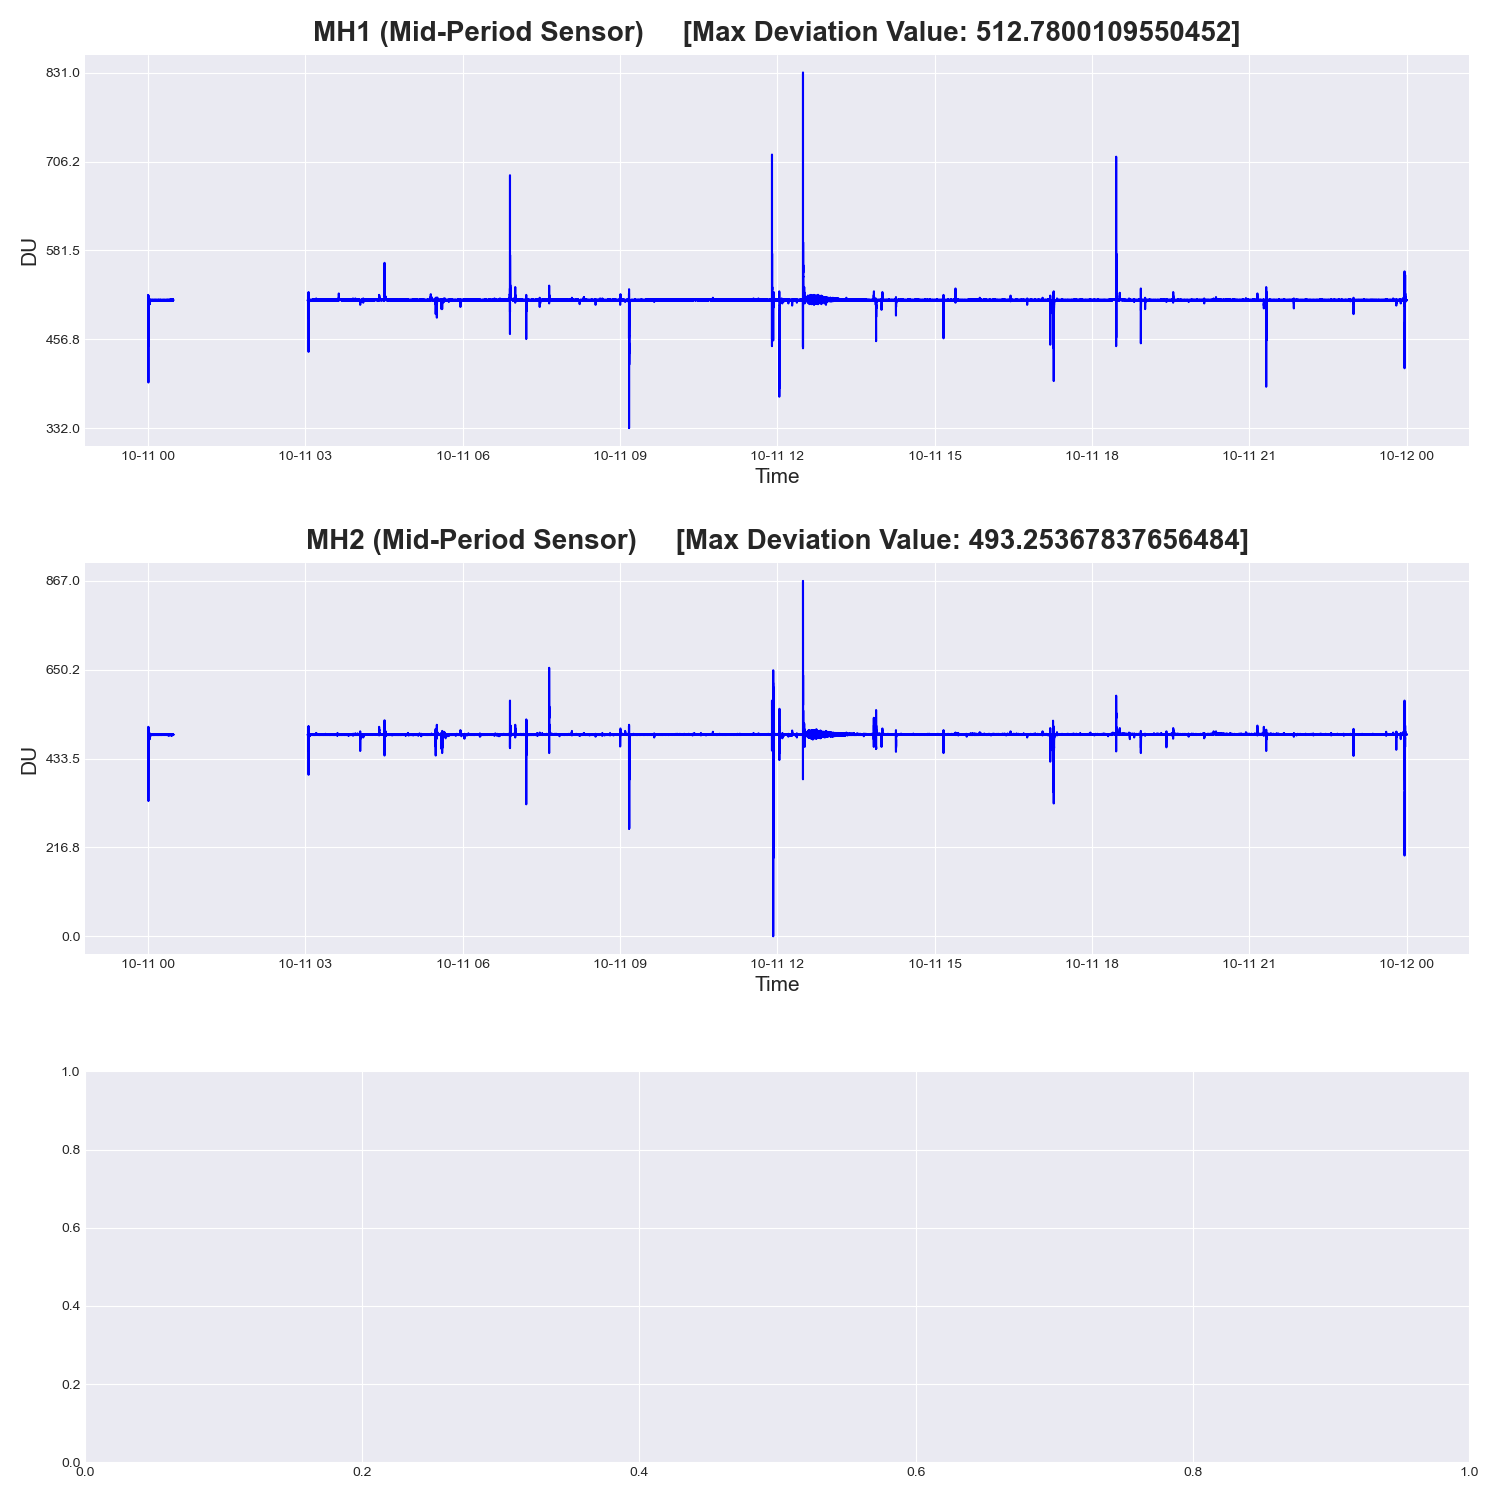 MH1 (Mid-Period Sensor) [Max Deviation Value: 512.7800109550452]
831.0
706.2
581.5
456.8
332.0
DU
10-11 00 10-11 03 10-11 06 10-11 09 10-11 12 10-11 15 10-11 18 10-11 21 10-12 00
Time
MH2 (Mid-Period Sensor) [Max Deviation Value: 493.25367837656484]
867.0
650.2
433.5
216.8
0.0
DU
10-11 00 10-11 03 10-11 06 10-11 09 10-11 12 10-11 15 10-11 18 10-11 21 10-12 00
Time
1.0
0.8
0.6
0.4
0.2
0.0
0.0 0.2 0.4 0.6 0.8 1.0